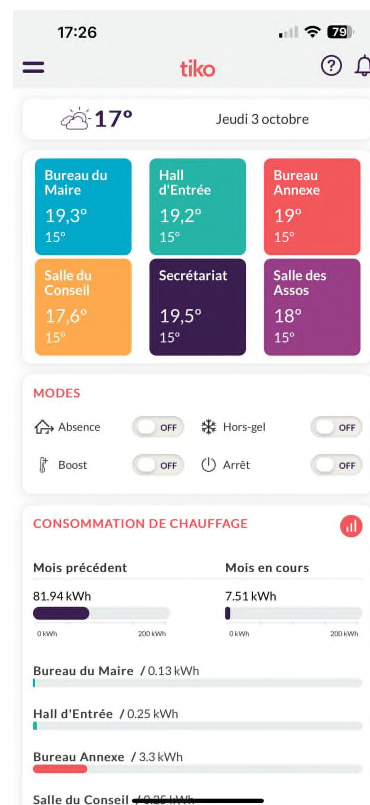 17:26
79
tiko
?
17°
Jeudi 3 octobre
Bureau du
Maire
19,3°
15°
Hall
d'Entrée
19,2°
15°
Bureau
Annexe
19°
15°
Salle du
Conseil
17,6°
15°
Secrétariat
19,5°
15°
Salle des
Assos
18°
15°
MODES
Absence OFF
Hors-gel OFF
Boost OFF
Arrêt OFF
CONSOMMATION DE CHAUFFAGE
Mois précédent
Mois en cours
81.94 kWh
7.51 kWh
0 kWh 200 kWh
0 kWh 200 kWh
Bureau du Maire / 0.13 kWh
Hall d'Entrée / 0.25 kWh
Bureau Annexe / 3.3 kWh
Salle du Conseil / 0.25 kWh